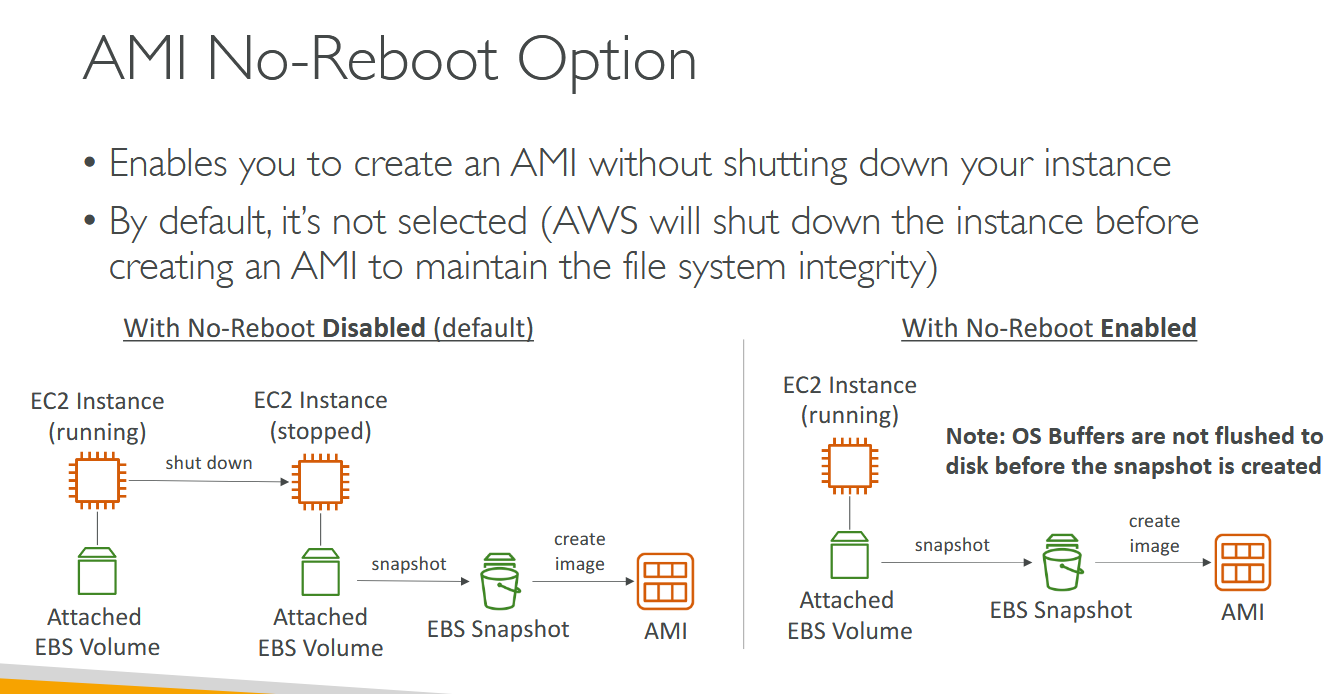 AMI No-Reboot Option
• Enables you to create an AMI without shutting down your instance
• By default, it's not selected (AWS will shut down the instance before
creating an AMI to maintain the file system integrity)
With No-Reboot Disabled (default)
EC2 Instance
(running)
shut down
EC2 Instance
(stopped)
Attached
EBS Volume
Attached
EBS Volume
snapshot
EBS Snapshot
create
image
AMI
With No-Reboot Enabled
EC2 Instance
(running)
Note: OS Buffers are not flushed to
disk before the snapshot is created
Attached
EBS Volume
snapshot
EBS Snapshot
create
image
AMI